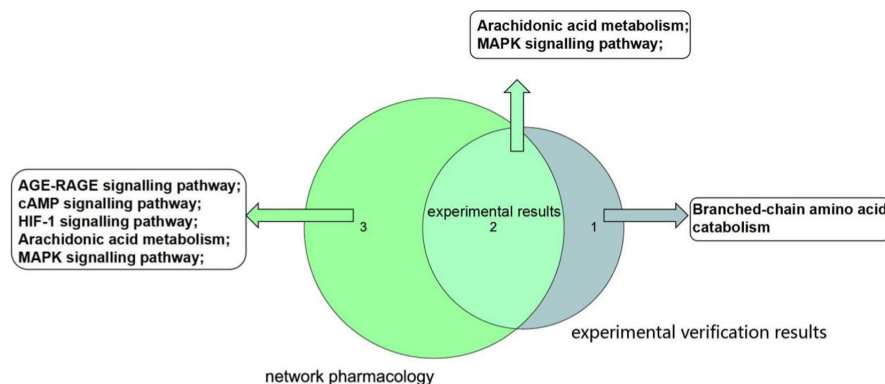 Arachidonic acid metabolism;
MAPK signalling pathway;
AGE-RAGE signalling pathway;
cAMP signalling pathway;
HIF-1 signalling pathway;
Arachidonic acid metabolism;
MAPK signalling pathway;
3
experimental results
2
1
Branched-chain amino acid
catabolism
experimental verification results
network pharmacology